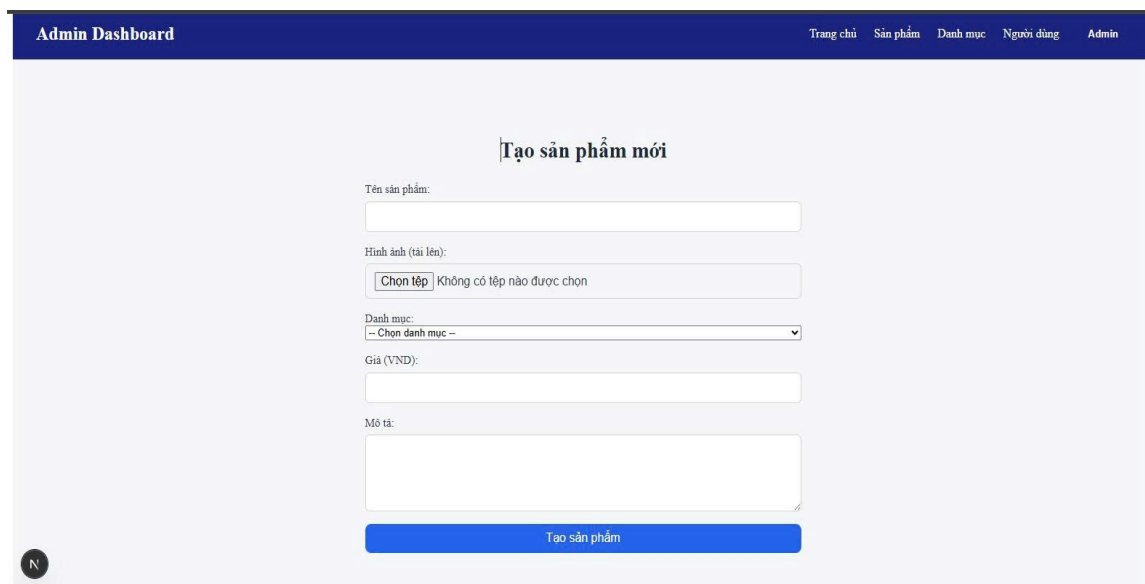 Admin Dashboard Trang chủ Sản phẩm Danh mục Người dùng Admin
Tạo sản phẩm mới
Tên sản phẩm:
Hình ảnh (tải lên):
Chọn tệp Không có tệp nào được chọn
Danh mục:
-- Chọn danh mục --
Giá (VND):
Mô tả:
Tạo sản phẩm
N